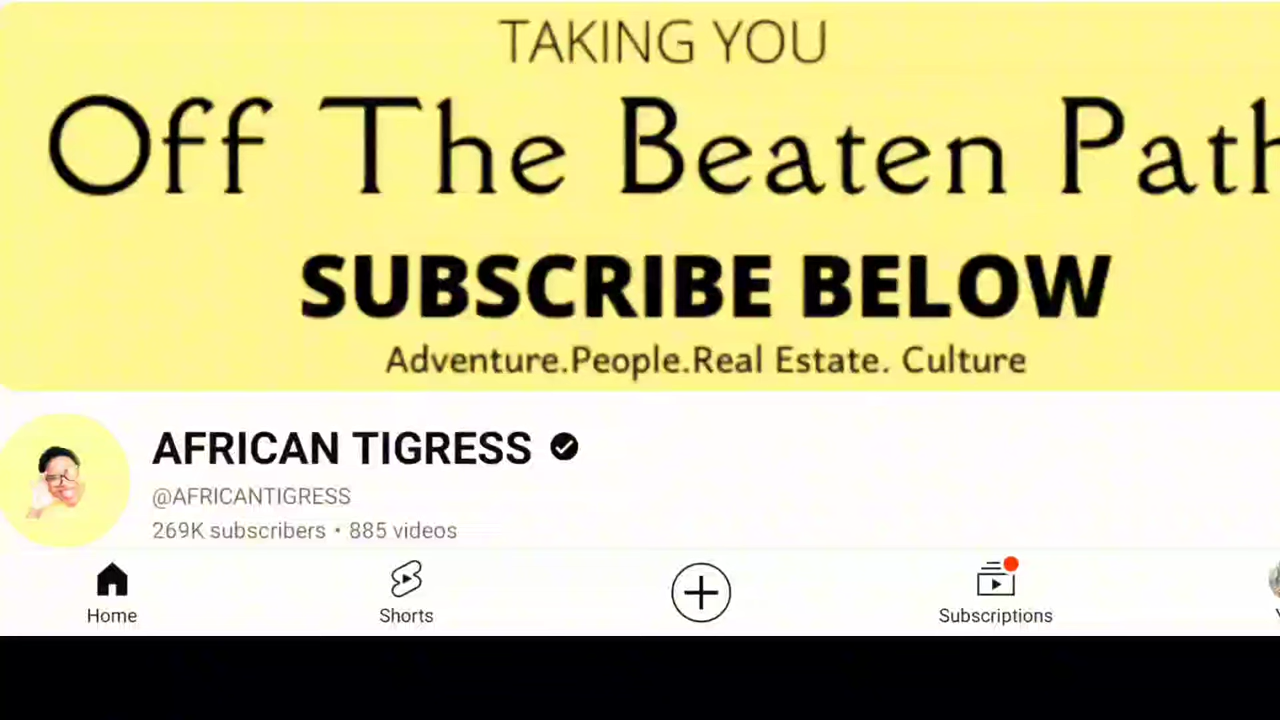 TAKING YOU
Off The Beaten Path
SUBSCRIBE BELOW
Adventure.People.Real Estate. Culture
AFRICAN TIGRESS
@AFRICANTIGRESS
269K subscribers • 885 videos
Home Shorts Subscriptions